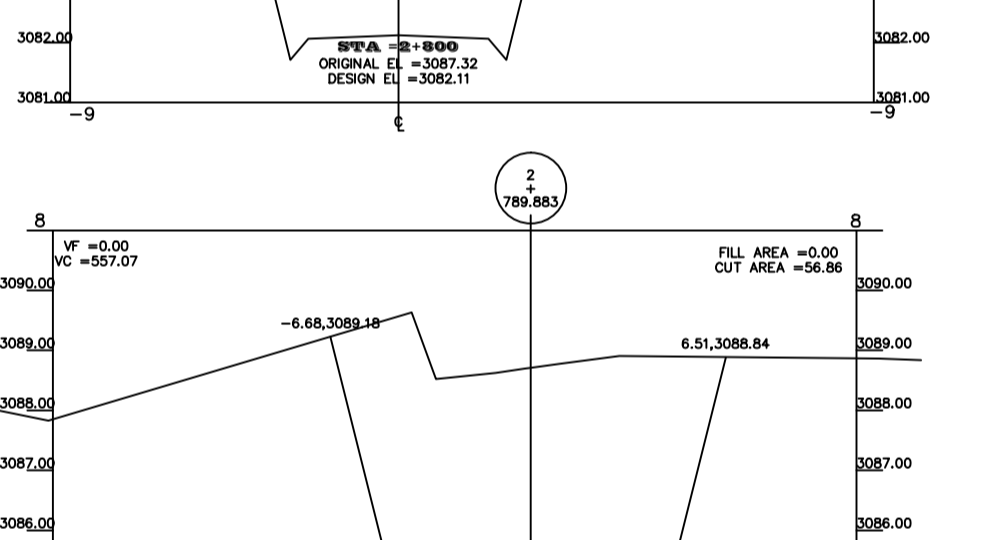 3082.00 3082.00
STA =2+800
ORIGINAL EL =3087.32
DESIGN EL =3082.11
3081.00 3081.00
-9 -9
℄
2
+
789.883
8 8
VF =0.00
VC =557.07
FILL AREA =0.00
CUT AREA =56.86
3090.00 3090.00
-6.68,3089.18
3089.00 6.51,3088.84 3089.00
3088.00 3088.00
3087.00 3087.00
3086.00 3086.00